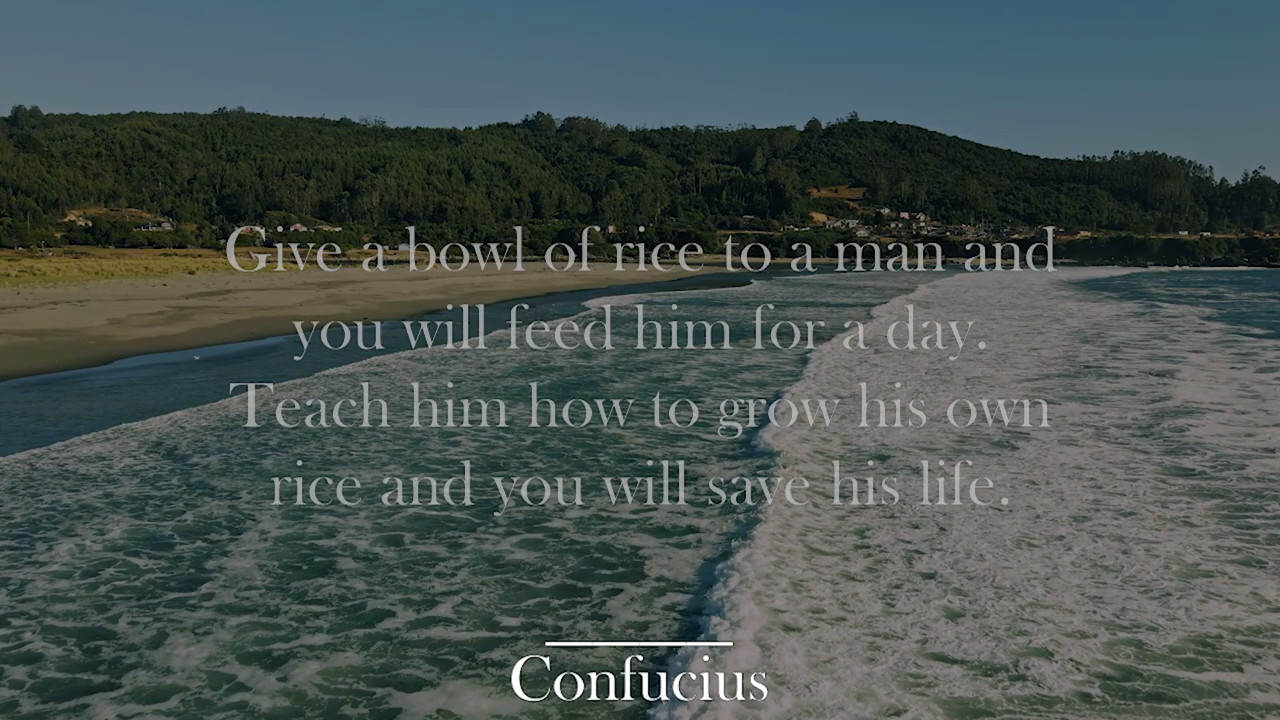 Give a bowl of rice to a man and
you will feed him for a day.
Teach him how to grow his own
rice and you will save his life.
Confucius